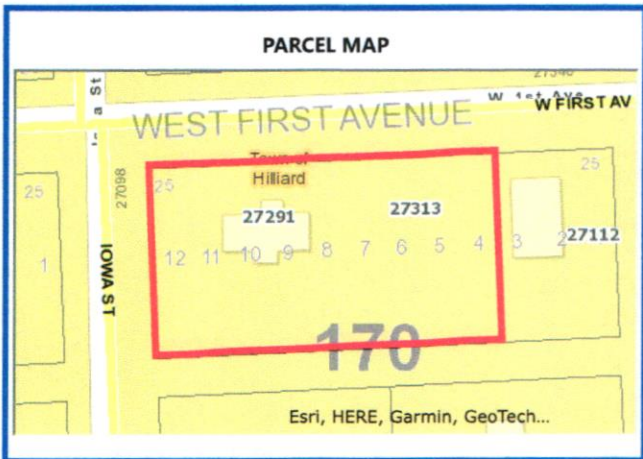 PARCEL MAP
27340
a St
W 1st Ave
W FIRST AV
WEST FIRST AVENUE
Town of
Hilliard
25
25
25
27098
27291
27313
27112
IOWA ST
1
12 11 10 9 8 7 6 5 4 3 2
170
Esri, HERE, Garmin, GeoTech...